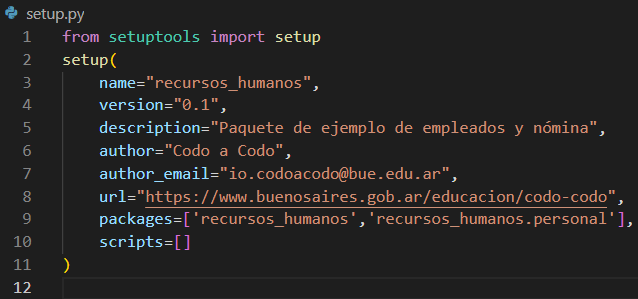 setup.py
1 from setuptools import setup
2 setup(
3     name="recursos_humanos",
4     version="0.1",
5     description="Paquete de ejemplo de empleados y nómina",
6     author="Codo a Codo",
7     author_email="io.codoacodo@bue.edu.ar",
8     url="https://www.buenosaires.gob.ar/educacion/codo-codo",
9     packages=['recursos_humanos','recursos_humanos.personal'],
10     scripts=[]
11 )
12